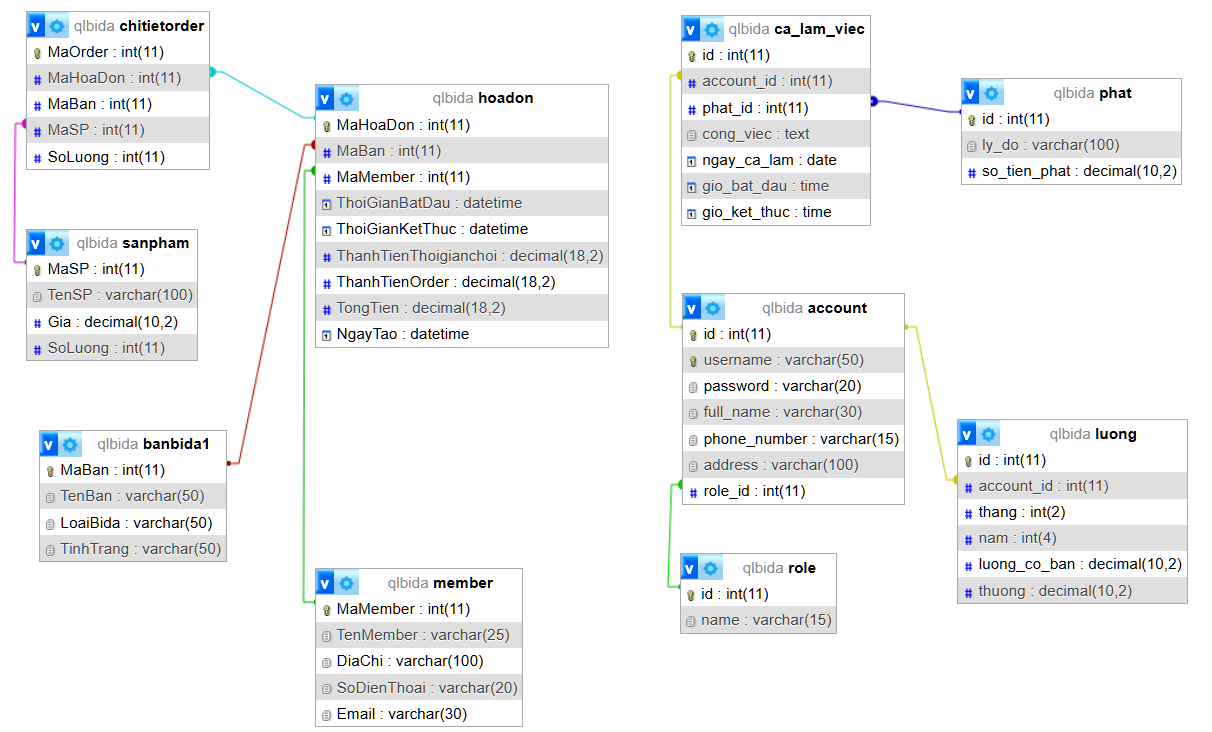 v qlbida chitietorder
MaOrder : int(11)
# MaHoaDon : int(11)
# MaBan : int(11)
# MaSP : int(11)
# SoLuong : int(11)
v qlbida sanpham
MaSP : int(11)
TenSP : varchar(100)
# Gia : decimal(10,2)
# SoLuong : int(11)
v qlbida banbida1
MaBan : int(11)
TenBan : varchar(50)
LoaiBida : varchar(50)
TinhTrang : varchar(50)
v qlbida hoadon
MaHoaDon : int(11)
# MaBan : int(11)
# MaMember : int(11)
ThoiGianBatDau : datetime
ThoiGianKetThuc : datetime
# ThanhTienThoigianchoi : decimal(18,2)
# ThanhTienOrder : decimal(18,2)
# TongTien : decimal(18,2)
NgayTao : datetime
v qlbida member
MaMember : int(11)
TenMember : varchar(25)
DiaChi : varchar(100)
SoDienThoai : varchar(20)
Email : varchar(30)
v qlbida ca_lam_viec
id : int(11)
# account_id : int(11)
# phat_id : int(11)
cong_viec : text
ngay_ca_lam : date
gio_bat_dau : time
gio_ket_thuc : time
v qlbida phat
id : int(11)
ly_do : varchar(100)
# so_tien_phat : decimal(10,2)
v qlbida account
id : int(11)
username : varchar(50)
password : varchar(20)
full_name : varchar(30)
phone_number : varchar(15)
address : varchar(100)
# role_id : int(11)
v qlbida luong
id : int(11)
# account_id : int(11)
# thang : int(2)
# nam : int(4)
# luong_co_ban : decimal(10,2)
# thuong : decimal(10,2)
v qlbida role
id : int(11)
name : varchar(15)